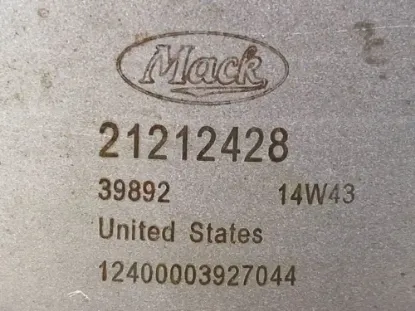 Mack
21212428
39892 14W43
United States
12400003927044